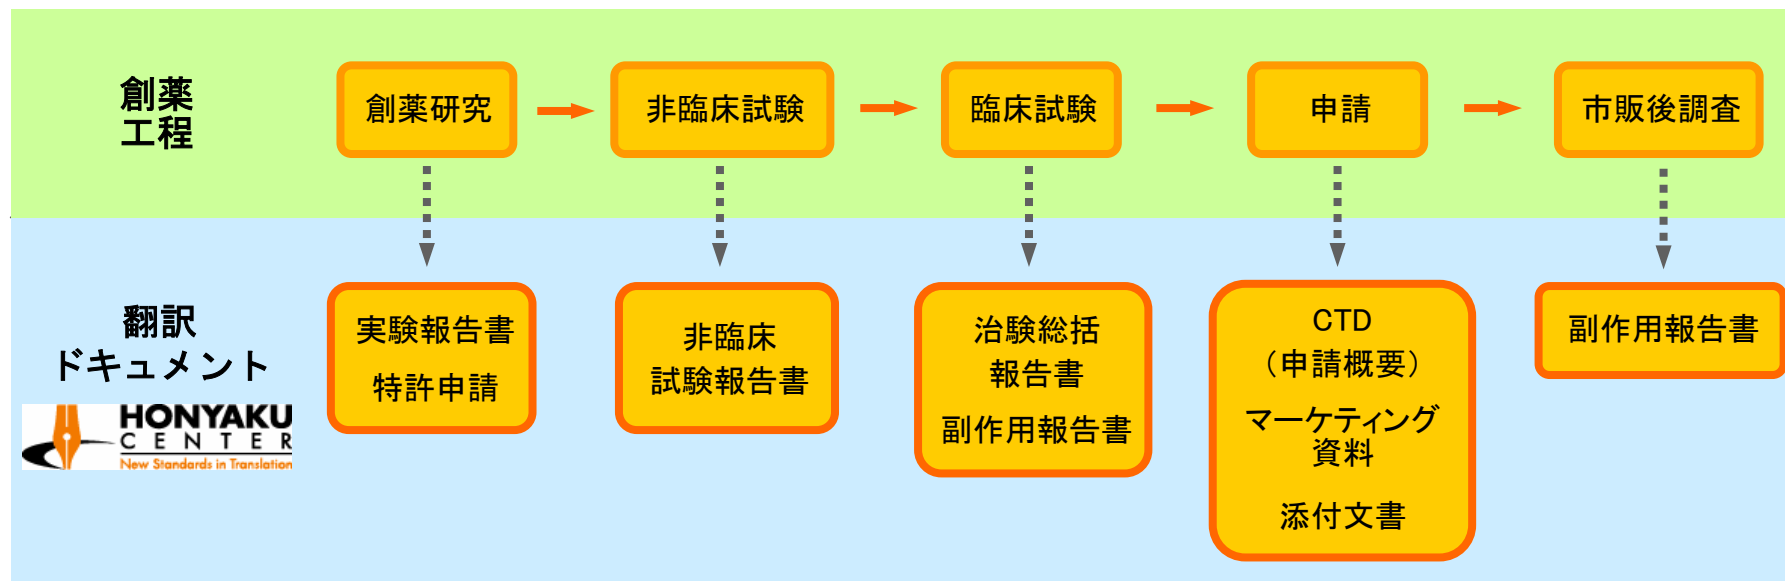 創薬
工程
創薬研究
非臨床試験
臨床試験
申請
市販後調査
翻訳
ドキュメント
HONYAKU
CENTER
New Standards in Translation
実験報告書
特許申請
非臨床
試験報告書
治験総括
報告書
副作用報告書
CTD
（申請概要）
マーケティング
資料
添付文書
副作用報告書